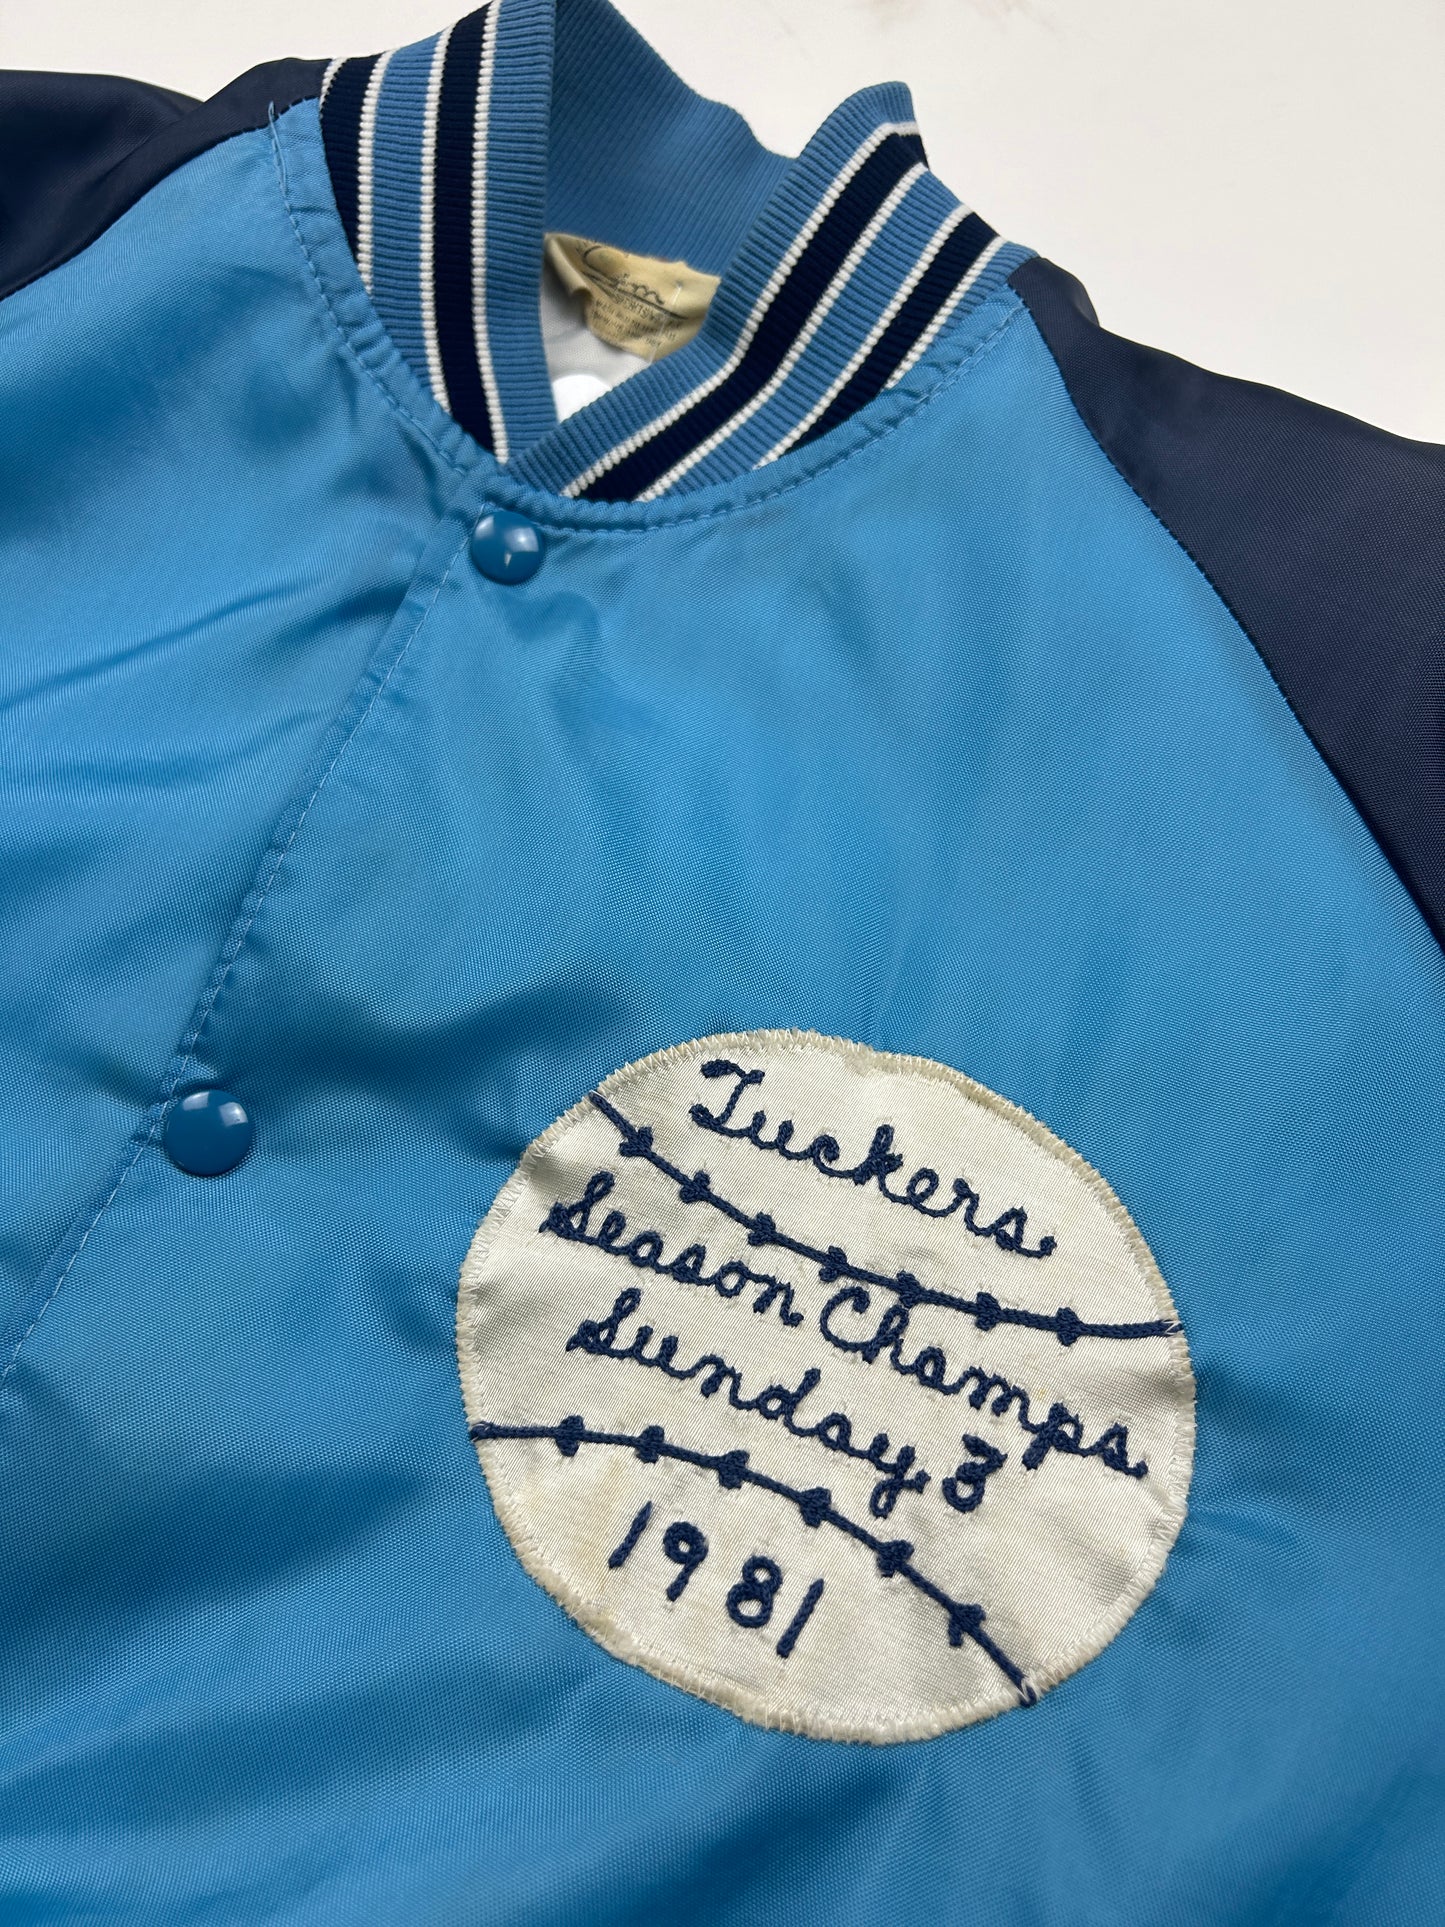 Tuckers
Season Champs
Sunday 3
1981